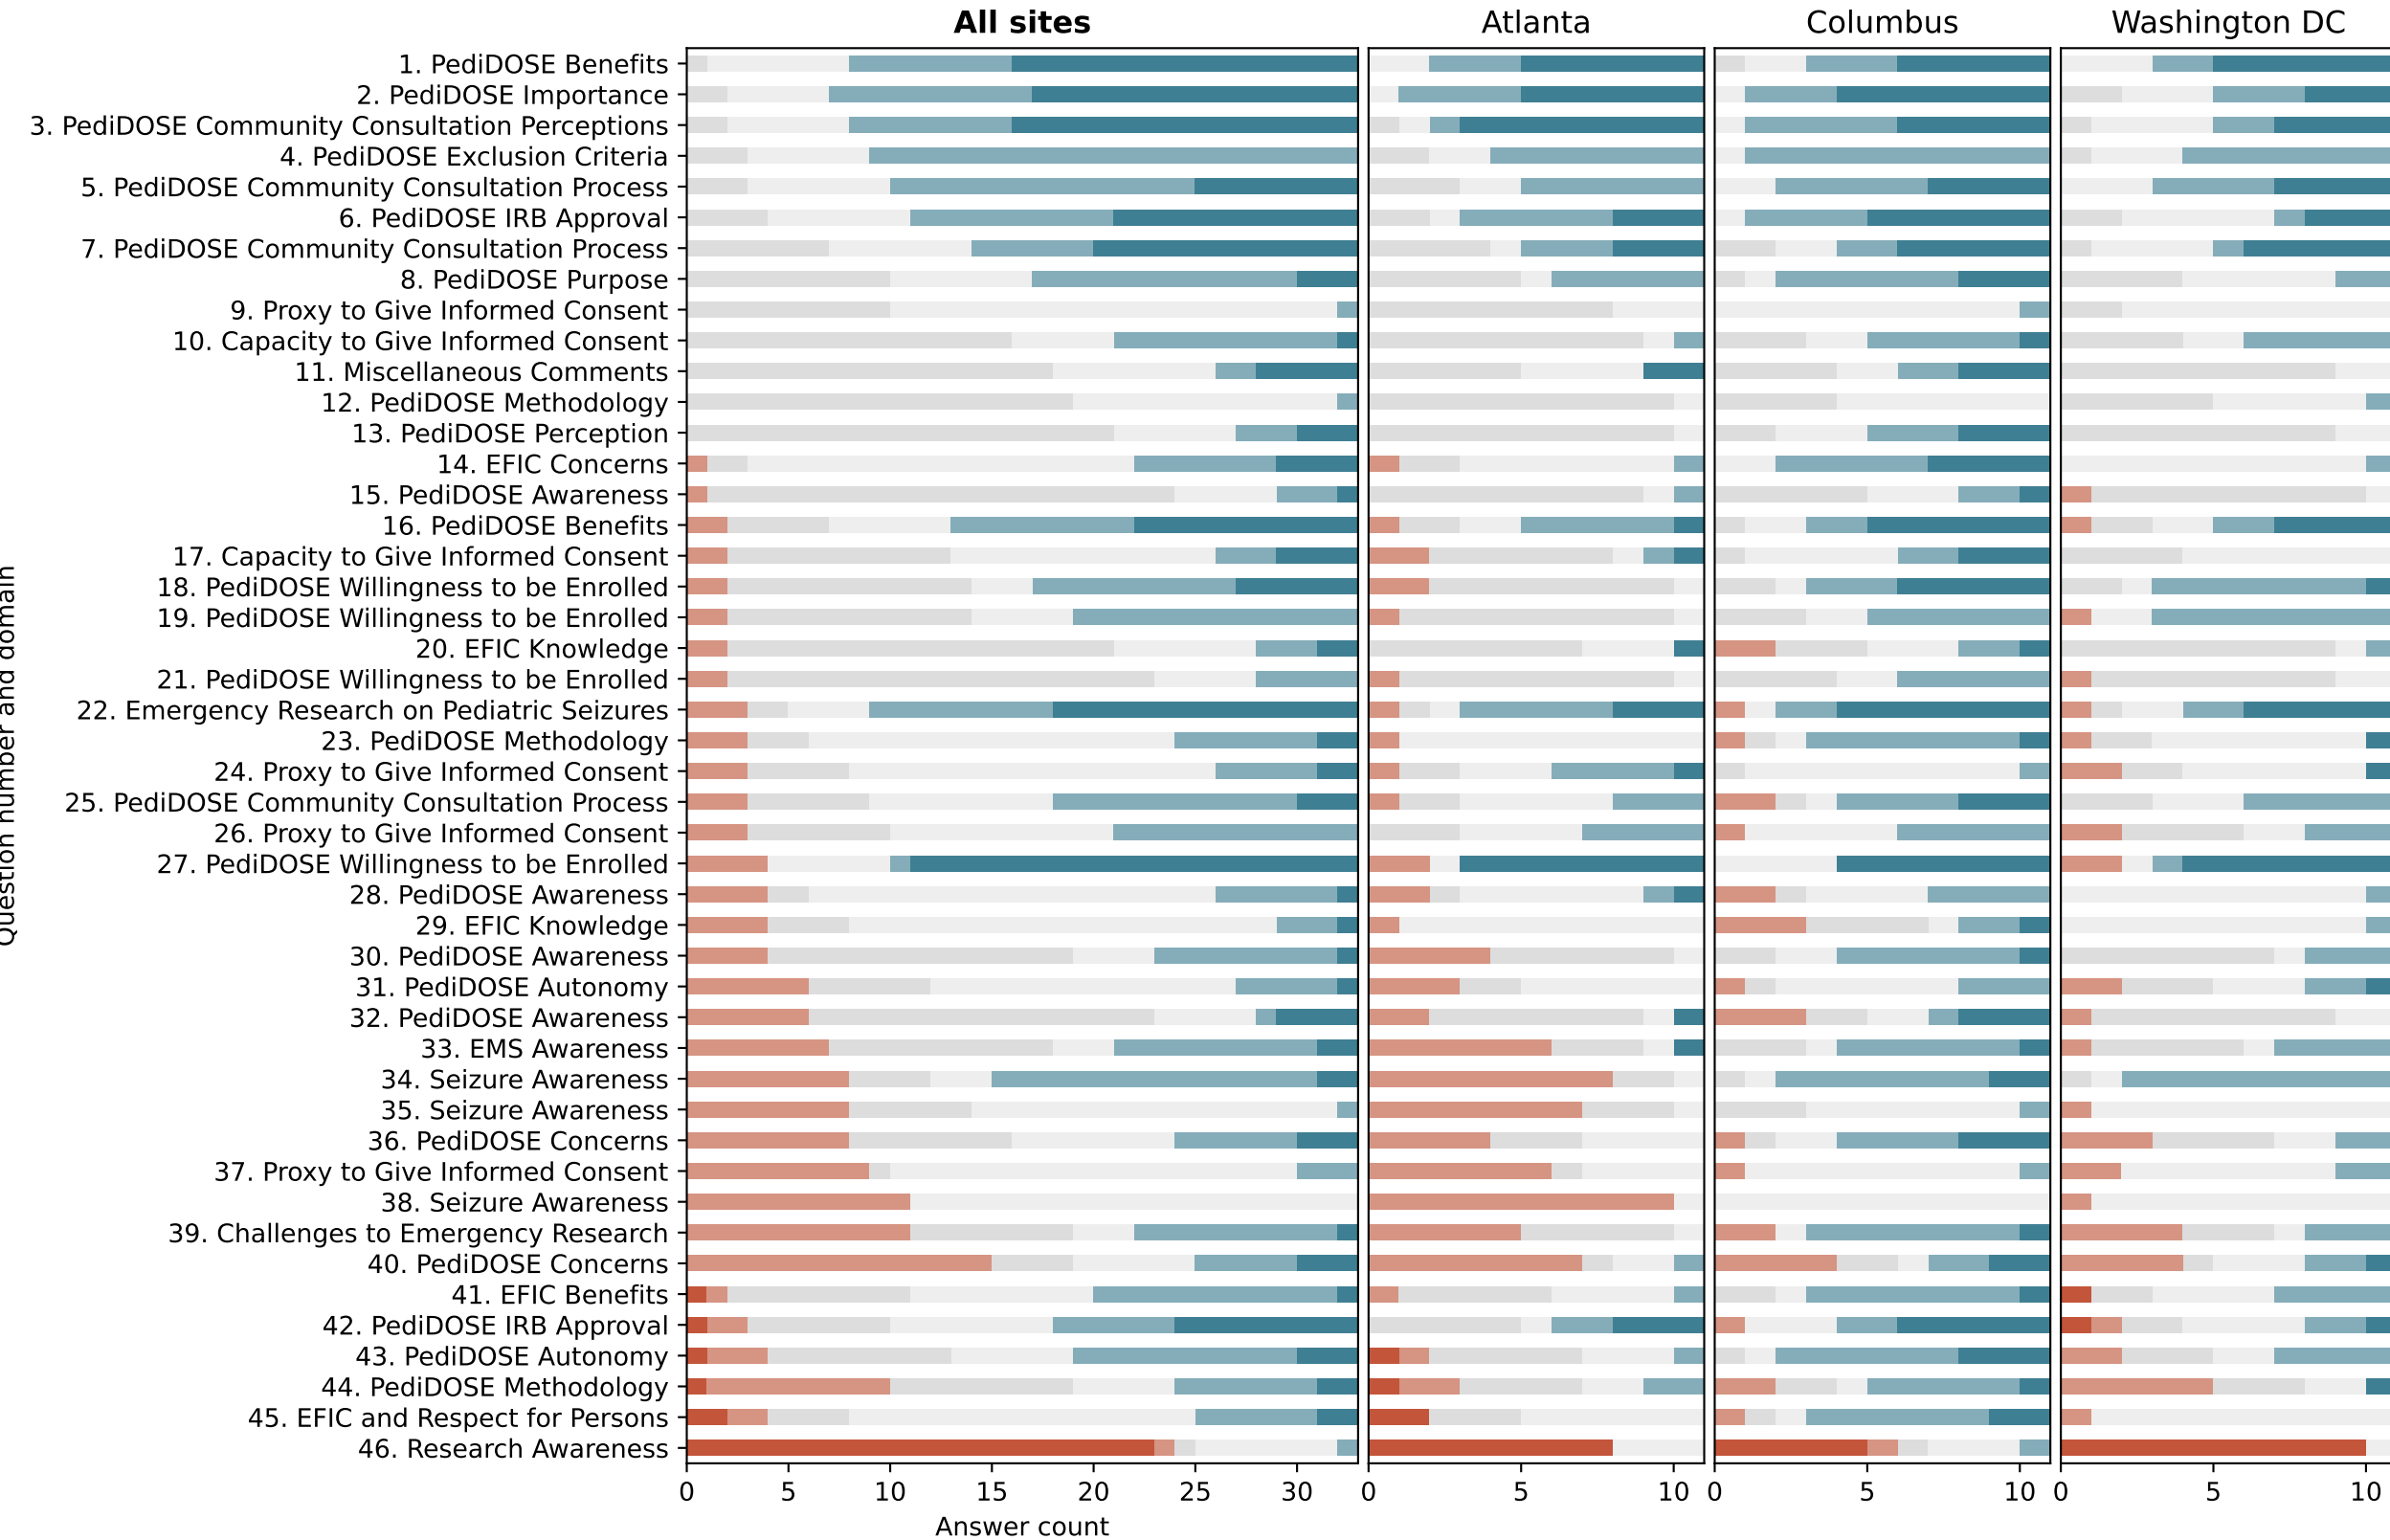 All sites Atlanta Columbus Washington DC
Question number and domain
1. PediDOSE Benefits
2. PediDOSE Importance
3. PediDOSE Community Consultation Perceptions
4. PediDOSE Exclusion Criteria
5. PediDOSE Community Consultation Process
6. PediDOSE IRB Approval
7. PediDOSE Community Consultation Process
8. PediDOSE Purpose
9. Proxy to Give Informed Consent
10. Capacity to Give Informed Consent
11. Miscellaneous Comments
12. PediDOSE Methodology
13. PediDOSE Perception
14. EFIC Concerns
15. PediDOSE Awareness
16. PediDOSE Benefits
17. Capacity to Give Informed Consent
18. PediDOSE Willingness to be Enrolled
19. PediDOSE Willingness to be Enrolled
20. EFIC Knowledge
21. PediDOSE Willingness to be Enrolled
22. Emergency Research on Pediatric Seizures
23. PediDOSE Methodology
24. Proxy to Give Informed Consent
25. PediDOSE Community Consultation Process
26. Proxy to Give Informed Consent
27. PediDOSE Willingness to be Enrolled
28. PediDOSE Awareness
29. EFIC Knowledge
30. PediDOSE Awareness
31. PediDOSE Autonomy
32. PediDOSE Awareness
33. EMS Awareness
34. Seizure Awareness
35. Seizure Awareness
36. PediDOSE Concerns
37. Proxy to Give Informed Consent
38. Seizure Awareness
39. Challenges to Emergency Research
40. PediDOSE Concerns
41. EFIC Benefits
42. PediDOSE IRB Approval
43. PediDOSE Autonomy
44. PediDOSE Methodology
45. EFIC and Respect for Persons
46. Research Awareness
0 5 10 15 20 25 30 0 5 10 0 5 10 0 5 10
Answer count